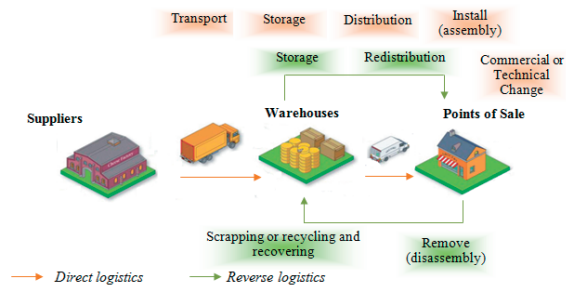 Transport
Storage
Distribution
Install
(assembly)
Storage
Redistribution
Commercial or
Technical
Change
Suppliers
Warehouses
Points of Sale
Scrapping or recycling and
recovering
Remove
(disassembly)
Direct logistics
Reverse logistics